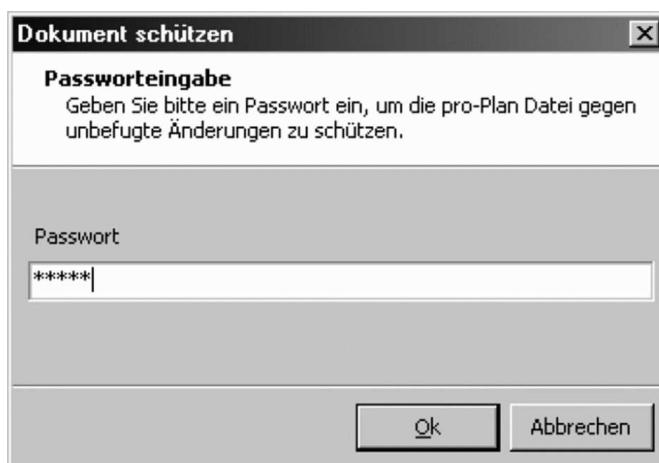 Dokument schützen
Passworteingabe
Geben Sie bitte ein Passwort ein, um die pro-Plan Datei gegen
unbefugte Änderungen zu schützen.
Passwort
*****
Ok
Abbrechen